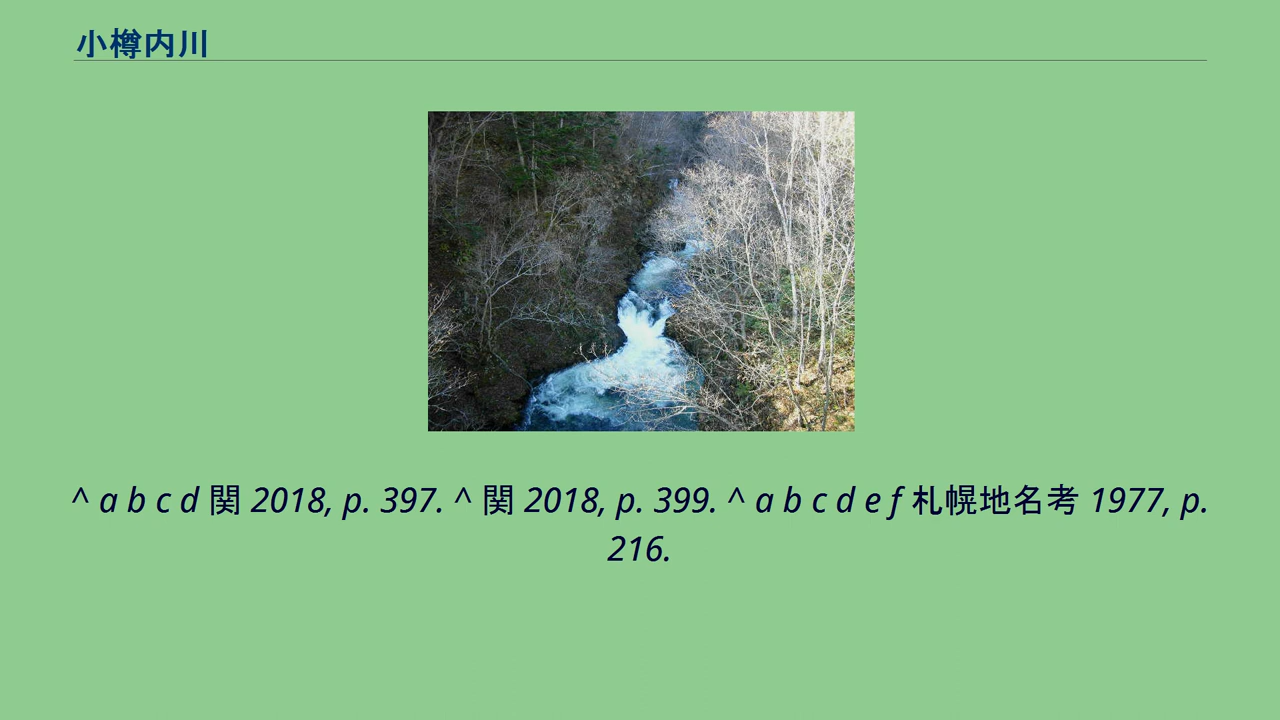 小樽内川
^ a b c d 関 2018, p. 397. ^ 関 2018, p. 399. ^ a b c d e f 札幌地名考 1977, p.
216.